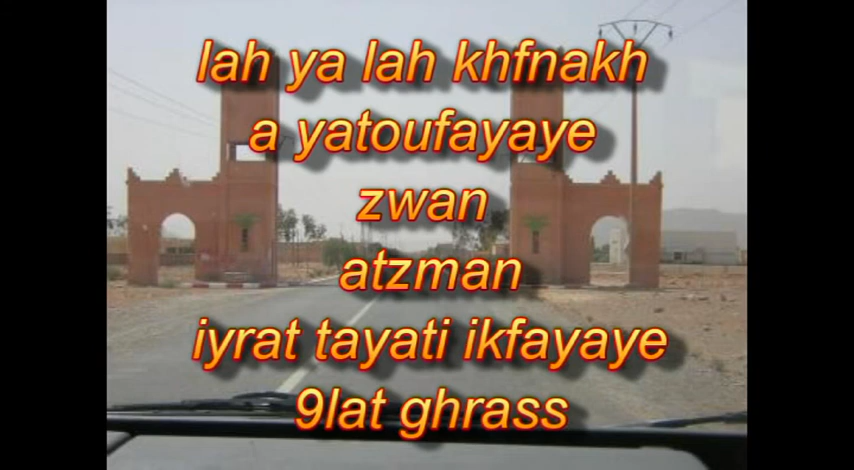 lah ya lah khfnakh
a yatoufayaye
zwan
atzman
iyrat tayati ikfayaye
9lat ghrass